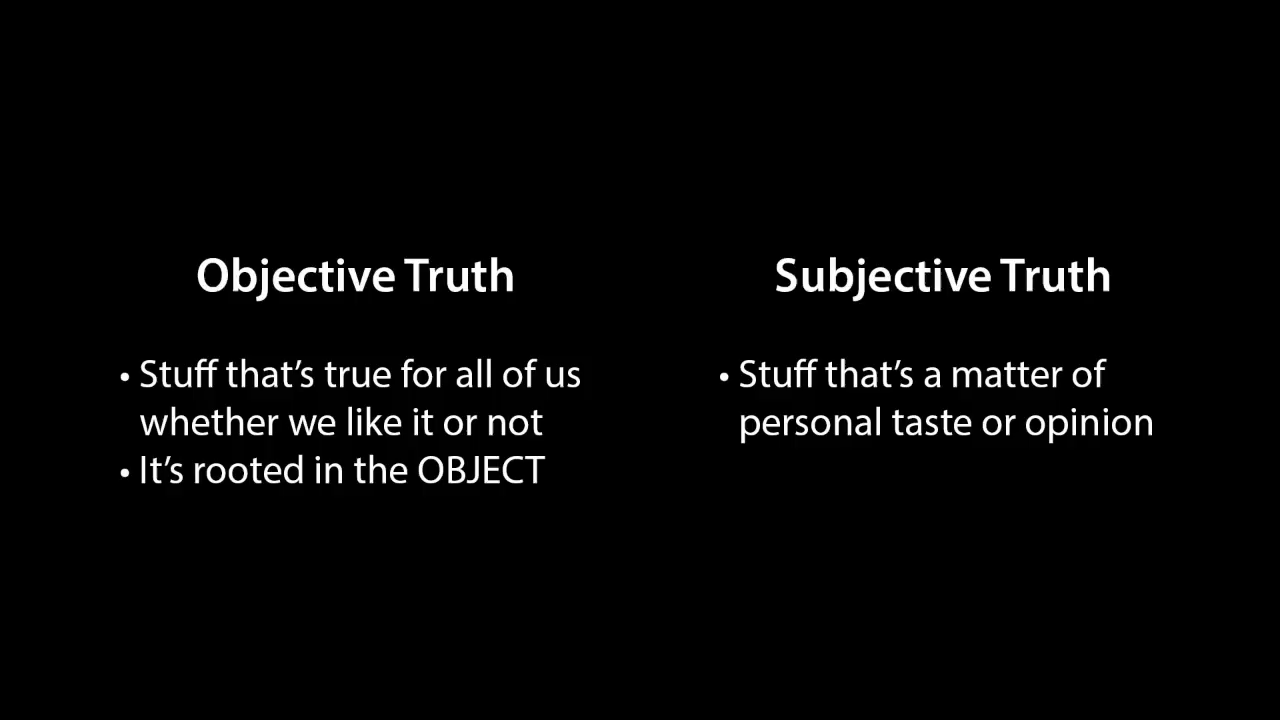 Objective Truth
• Stuff that’s true for all of us
whether we like it or not
• It’s rooted in the OBJECT
Subjective Truth
• Stuff that’s a matter of
personal taste or opinion